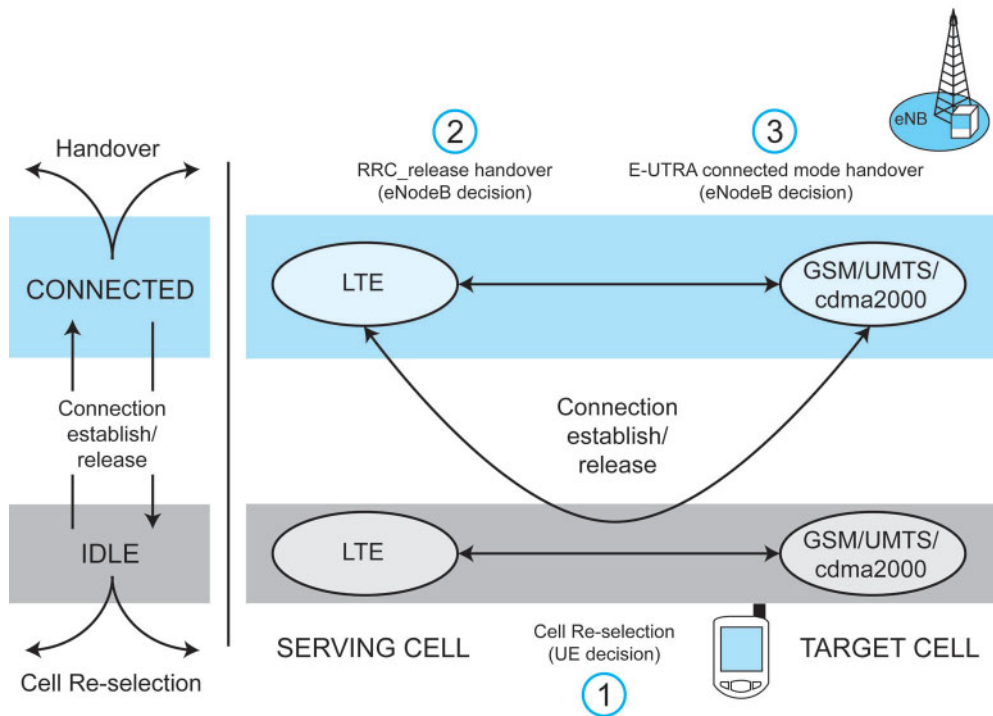 Handover
CONNECTED
Connection
establish/
release
IDLE
Cell Re-selection
2
RRC_release handover
(eNodeB decision)
3
E-UTRA connected mode handover
(eNodeB decision)
eNB
LTE
GSM/UMTS/
cdma2000
Connection
establish/
release
LTE
GSM/UMTS/
cdma2000
SERVING CELL
Cell Re-selection
(UE decision)
1
TARGET CELL